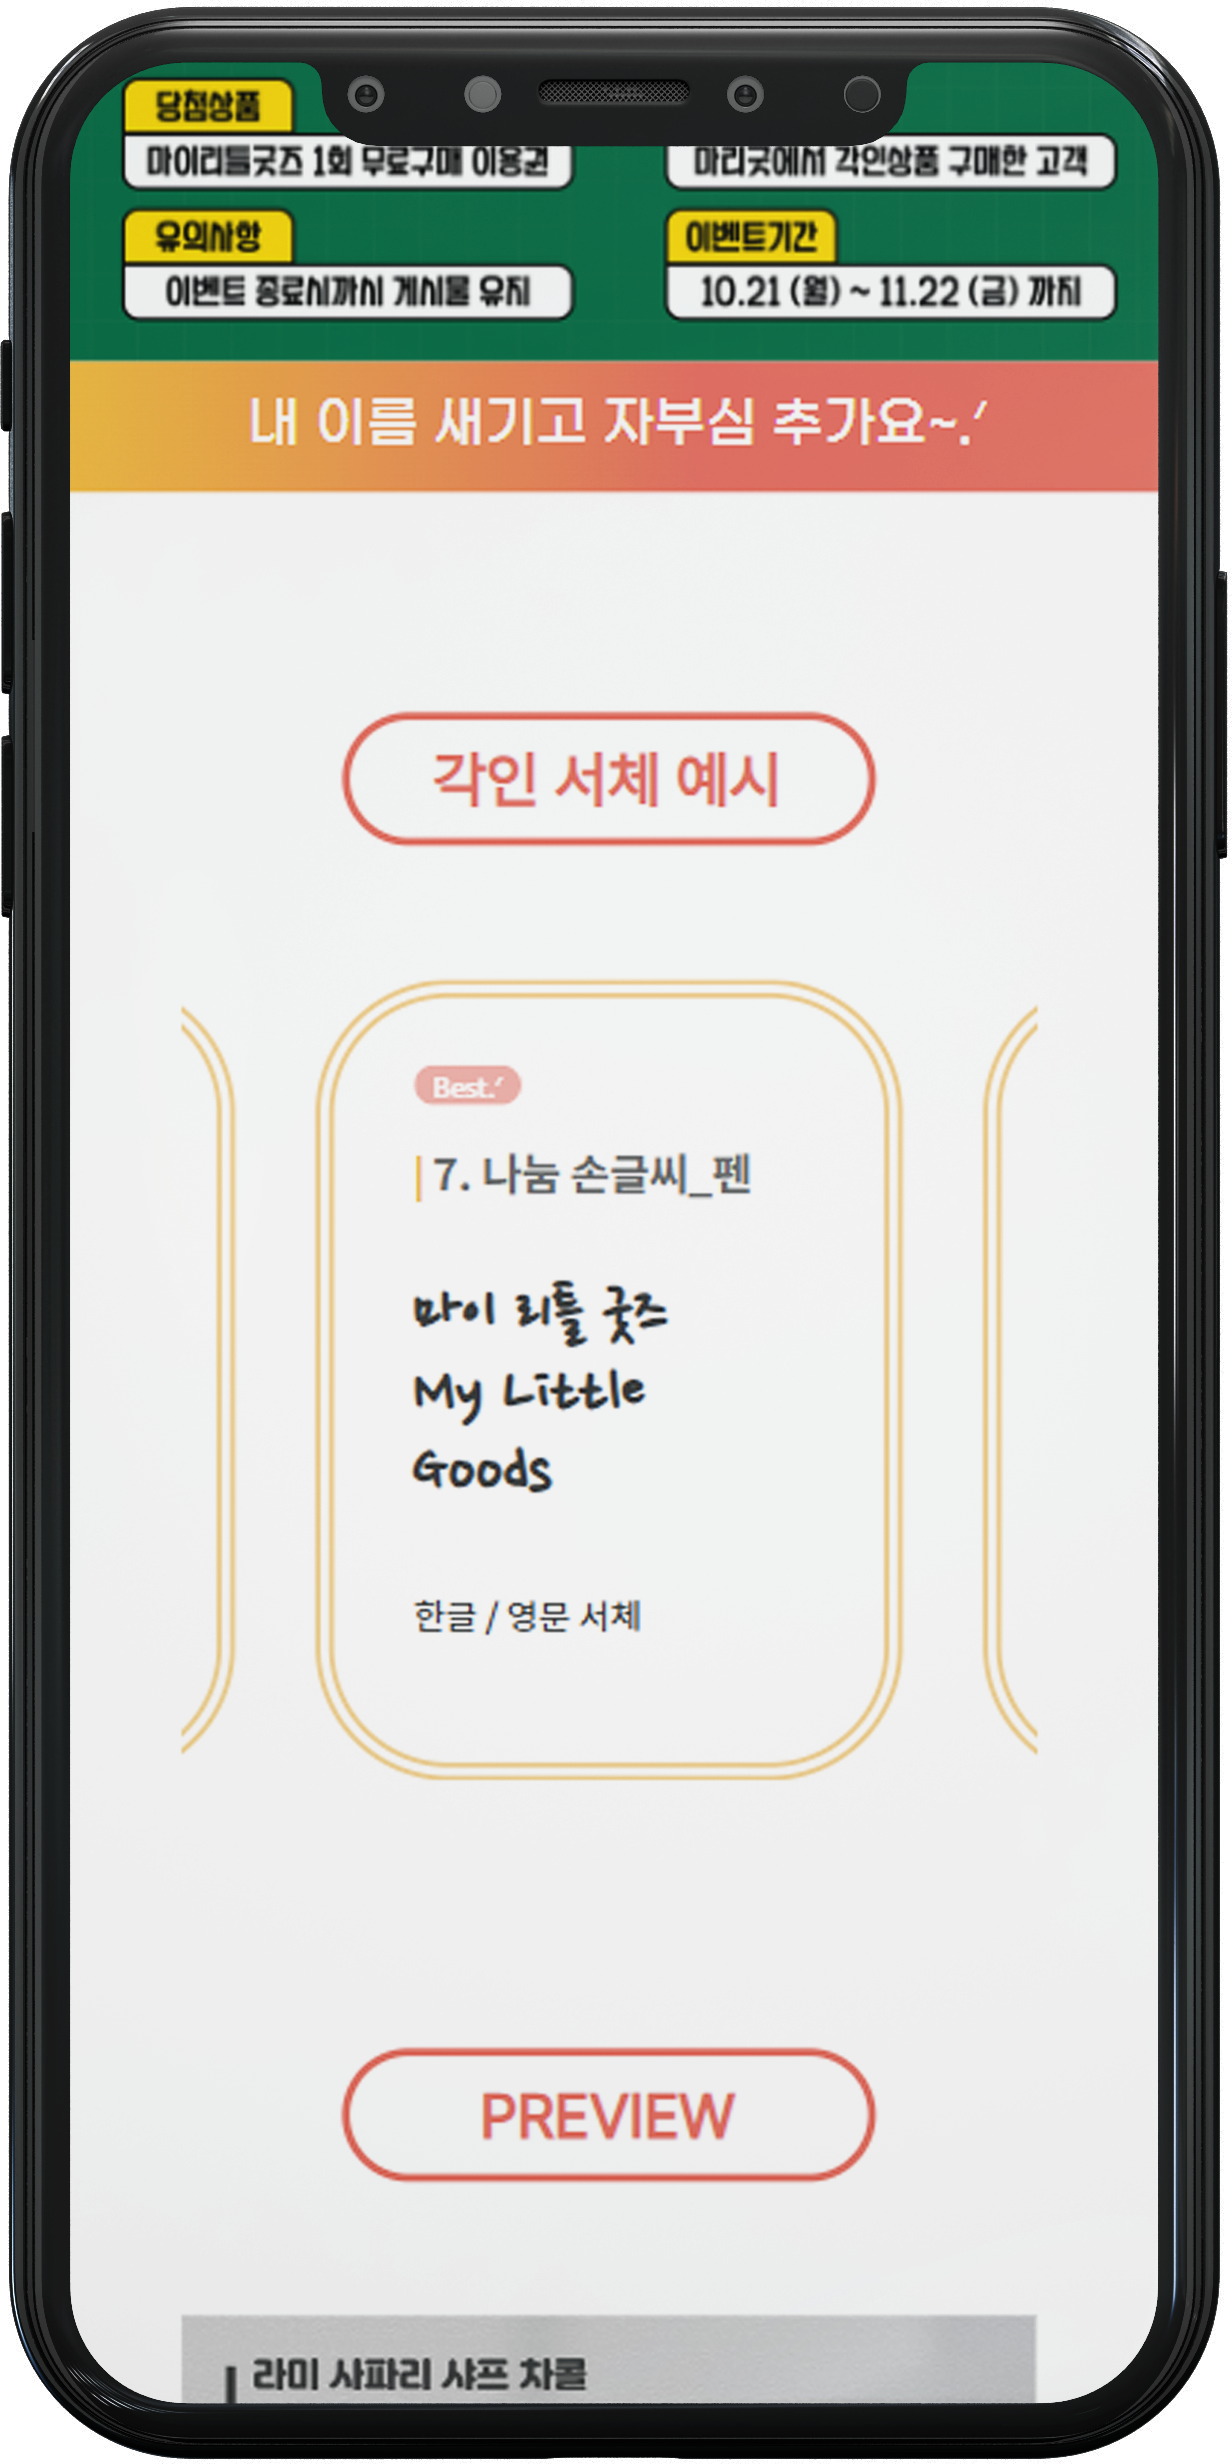 당첨상품
마이리틀굿즈 1회 무료구매 이용권
마리굿에서 각인상품 구매한 고객
유의사항
이벤트 종료시까시 게시물 유지
이벤트기간
10.21 (월) ~ 11.22 (금) 까지
내 이름 새기고 자부심 추가요~.′
각인 서체 예시
Best.′
7. 나눔 손글씨_펜
마이 리틀 굿즈
My Little
Goods
한글 / 영문 서체
PREVIEW
라미 사파리 샤프 차콜